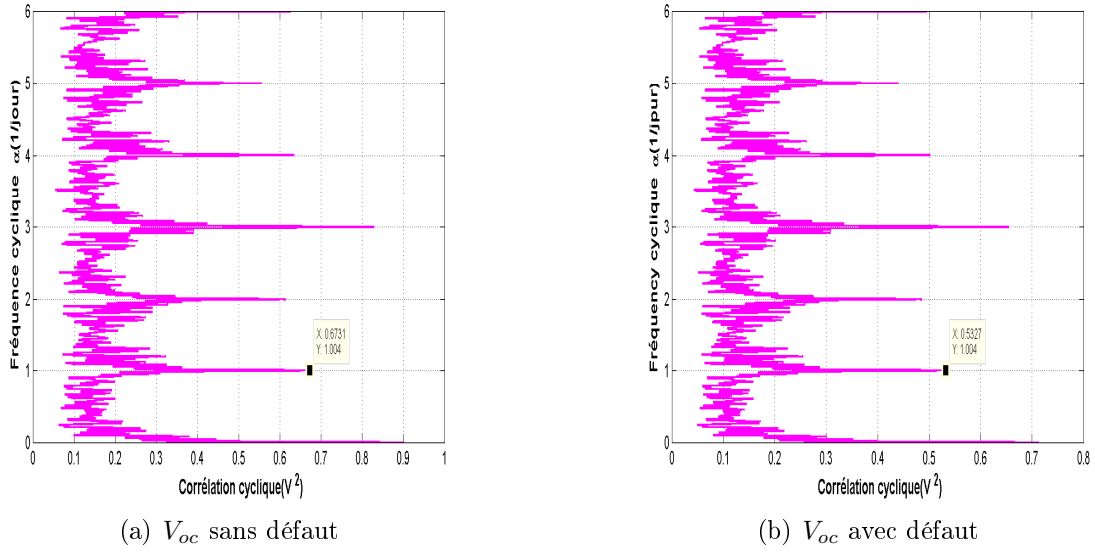 Fréquence cyclique α(1/jour)
6
5
4
3
2
1
0
X: 0.6731
Y: 1.004
0 0.1 0.2 0.3 0.4 0.5 0.6 0.7 0.8 0.9 1
Corrélation cyclique(V²)
(a) Voc sans défaut
Fréquency cyclique α(1/jpur)
6
5
4
3
2
1
0
X: 0.5327
Y: 1.004
0 0.1 0.2 0.3 0.4 0.5 0.6 0.7 0.8
Corrélation cyclique(V²)
(b) Voc avec défaut